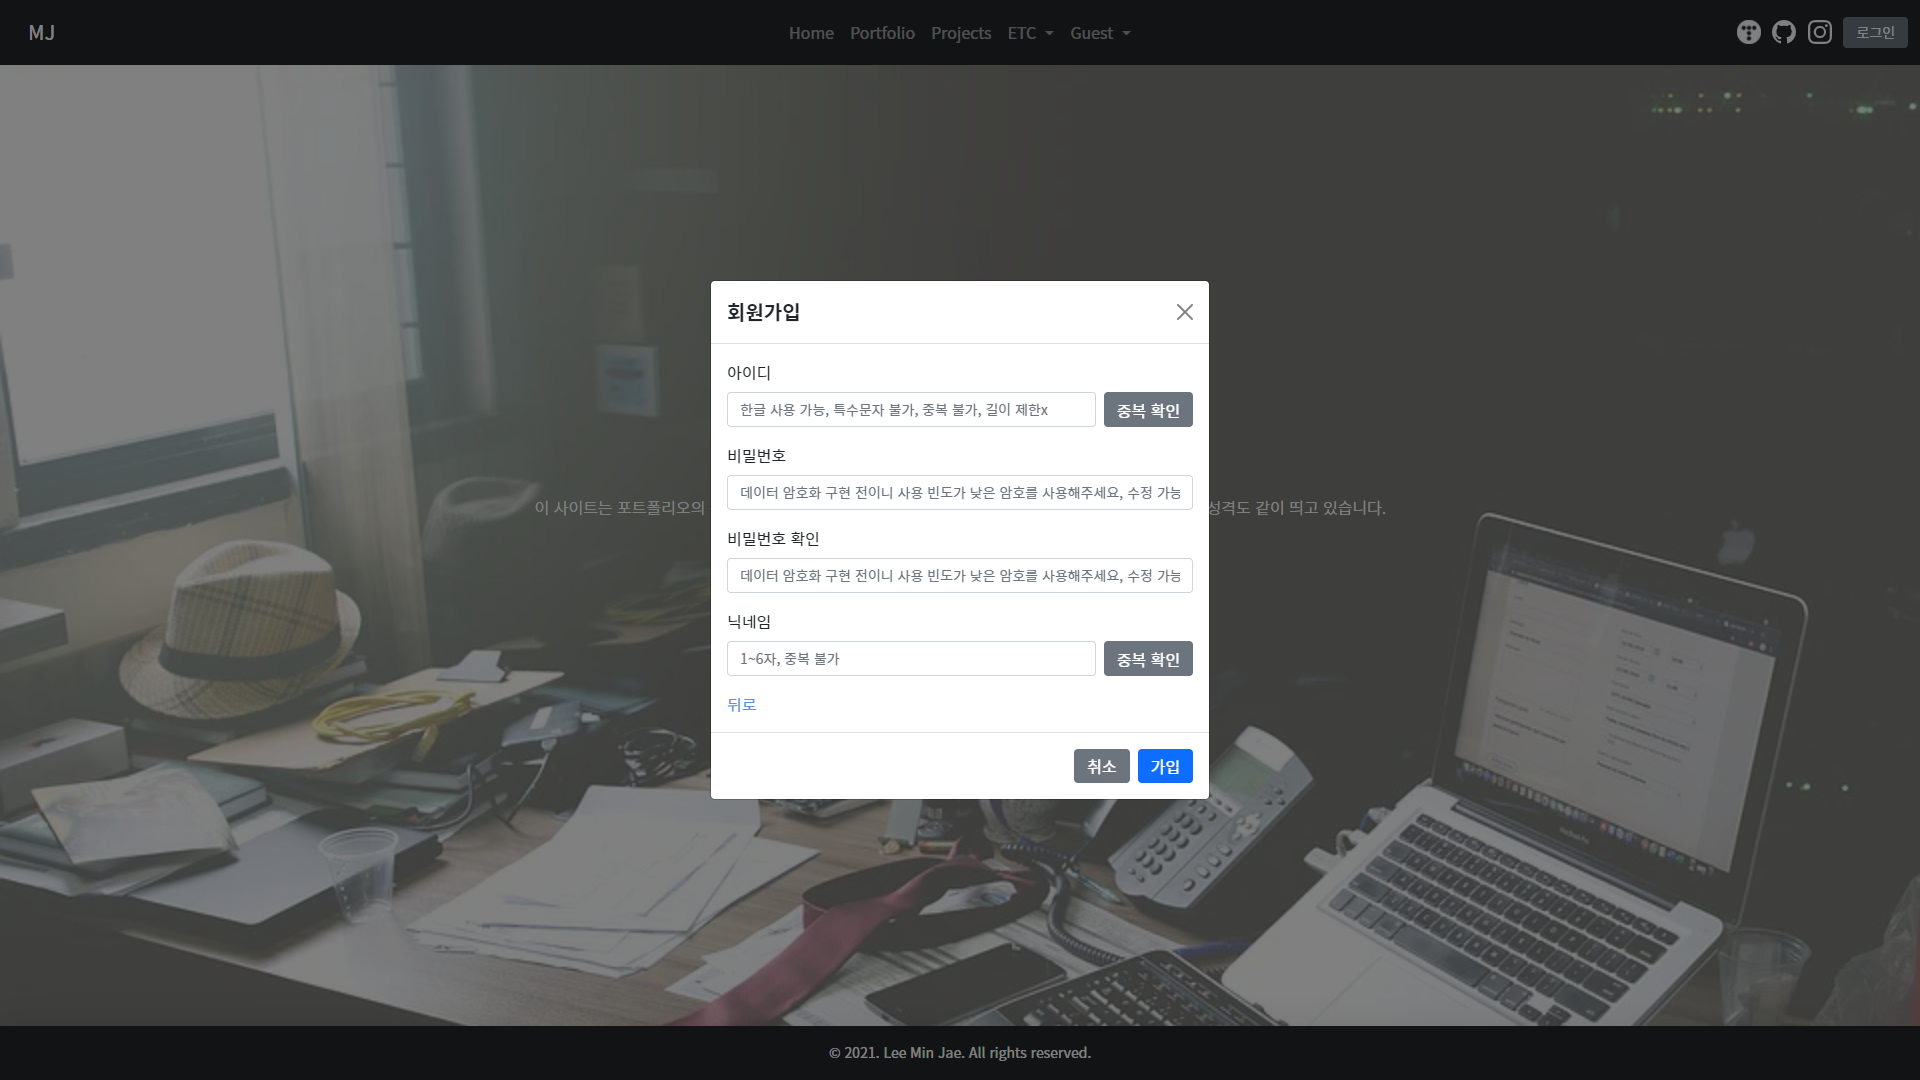 MJ
Home Portfolio Projects ETC Guest
로그인
회원가입
아이디
한글 사용 가능, 특수문자 불가, 중복 불가, 길이 제한x
중복 확인
비밀번호
데이터 암호화 구현 전이니 사용 빈도가 낮은 암호를 사용해주세요, 수정 가능
이 사이트는 포트폴리오의
성격도 같이 띄고 있습니다.
비밀번호 확인
데이터 암호화 구현 전이니 사용 빈도가 낮은 암호를 사용해주세요, 수정 가능
닉네임
1~6자, 중복 불가
중복 확인
뒤로
취소
가입
© 2021. Lee Min Jae. All rights reserved.